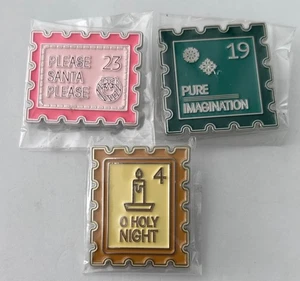 PLEASE 23
SANTA
PLEASE
19
PURE
IMAGINATION
4
O HOLY
NIGHT